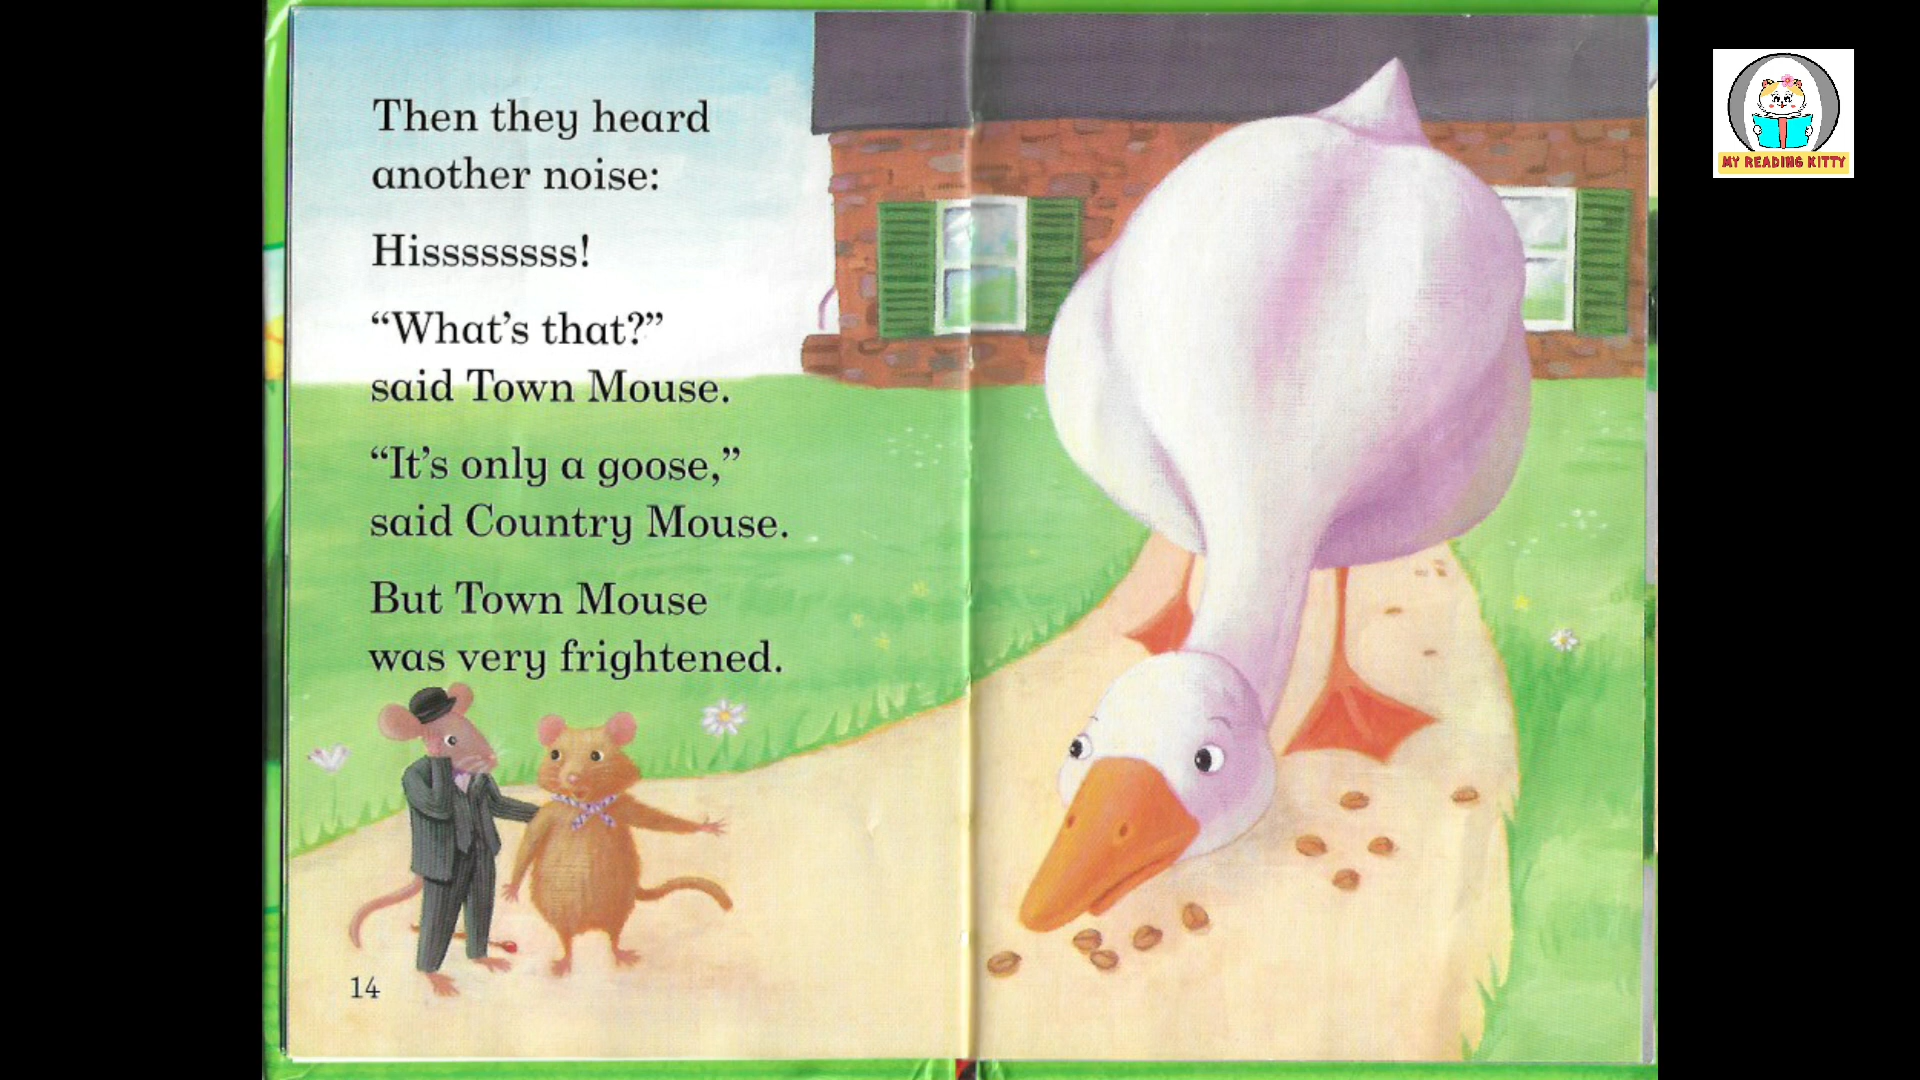 Then they heard
another noise:
Hissssssss!
“What’s that?”
said Town Mouse.
“It’s only a goose,”
said Country Mouse.
But Town Mouse
was very frightened.
14
MY READING KITTY